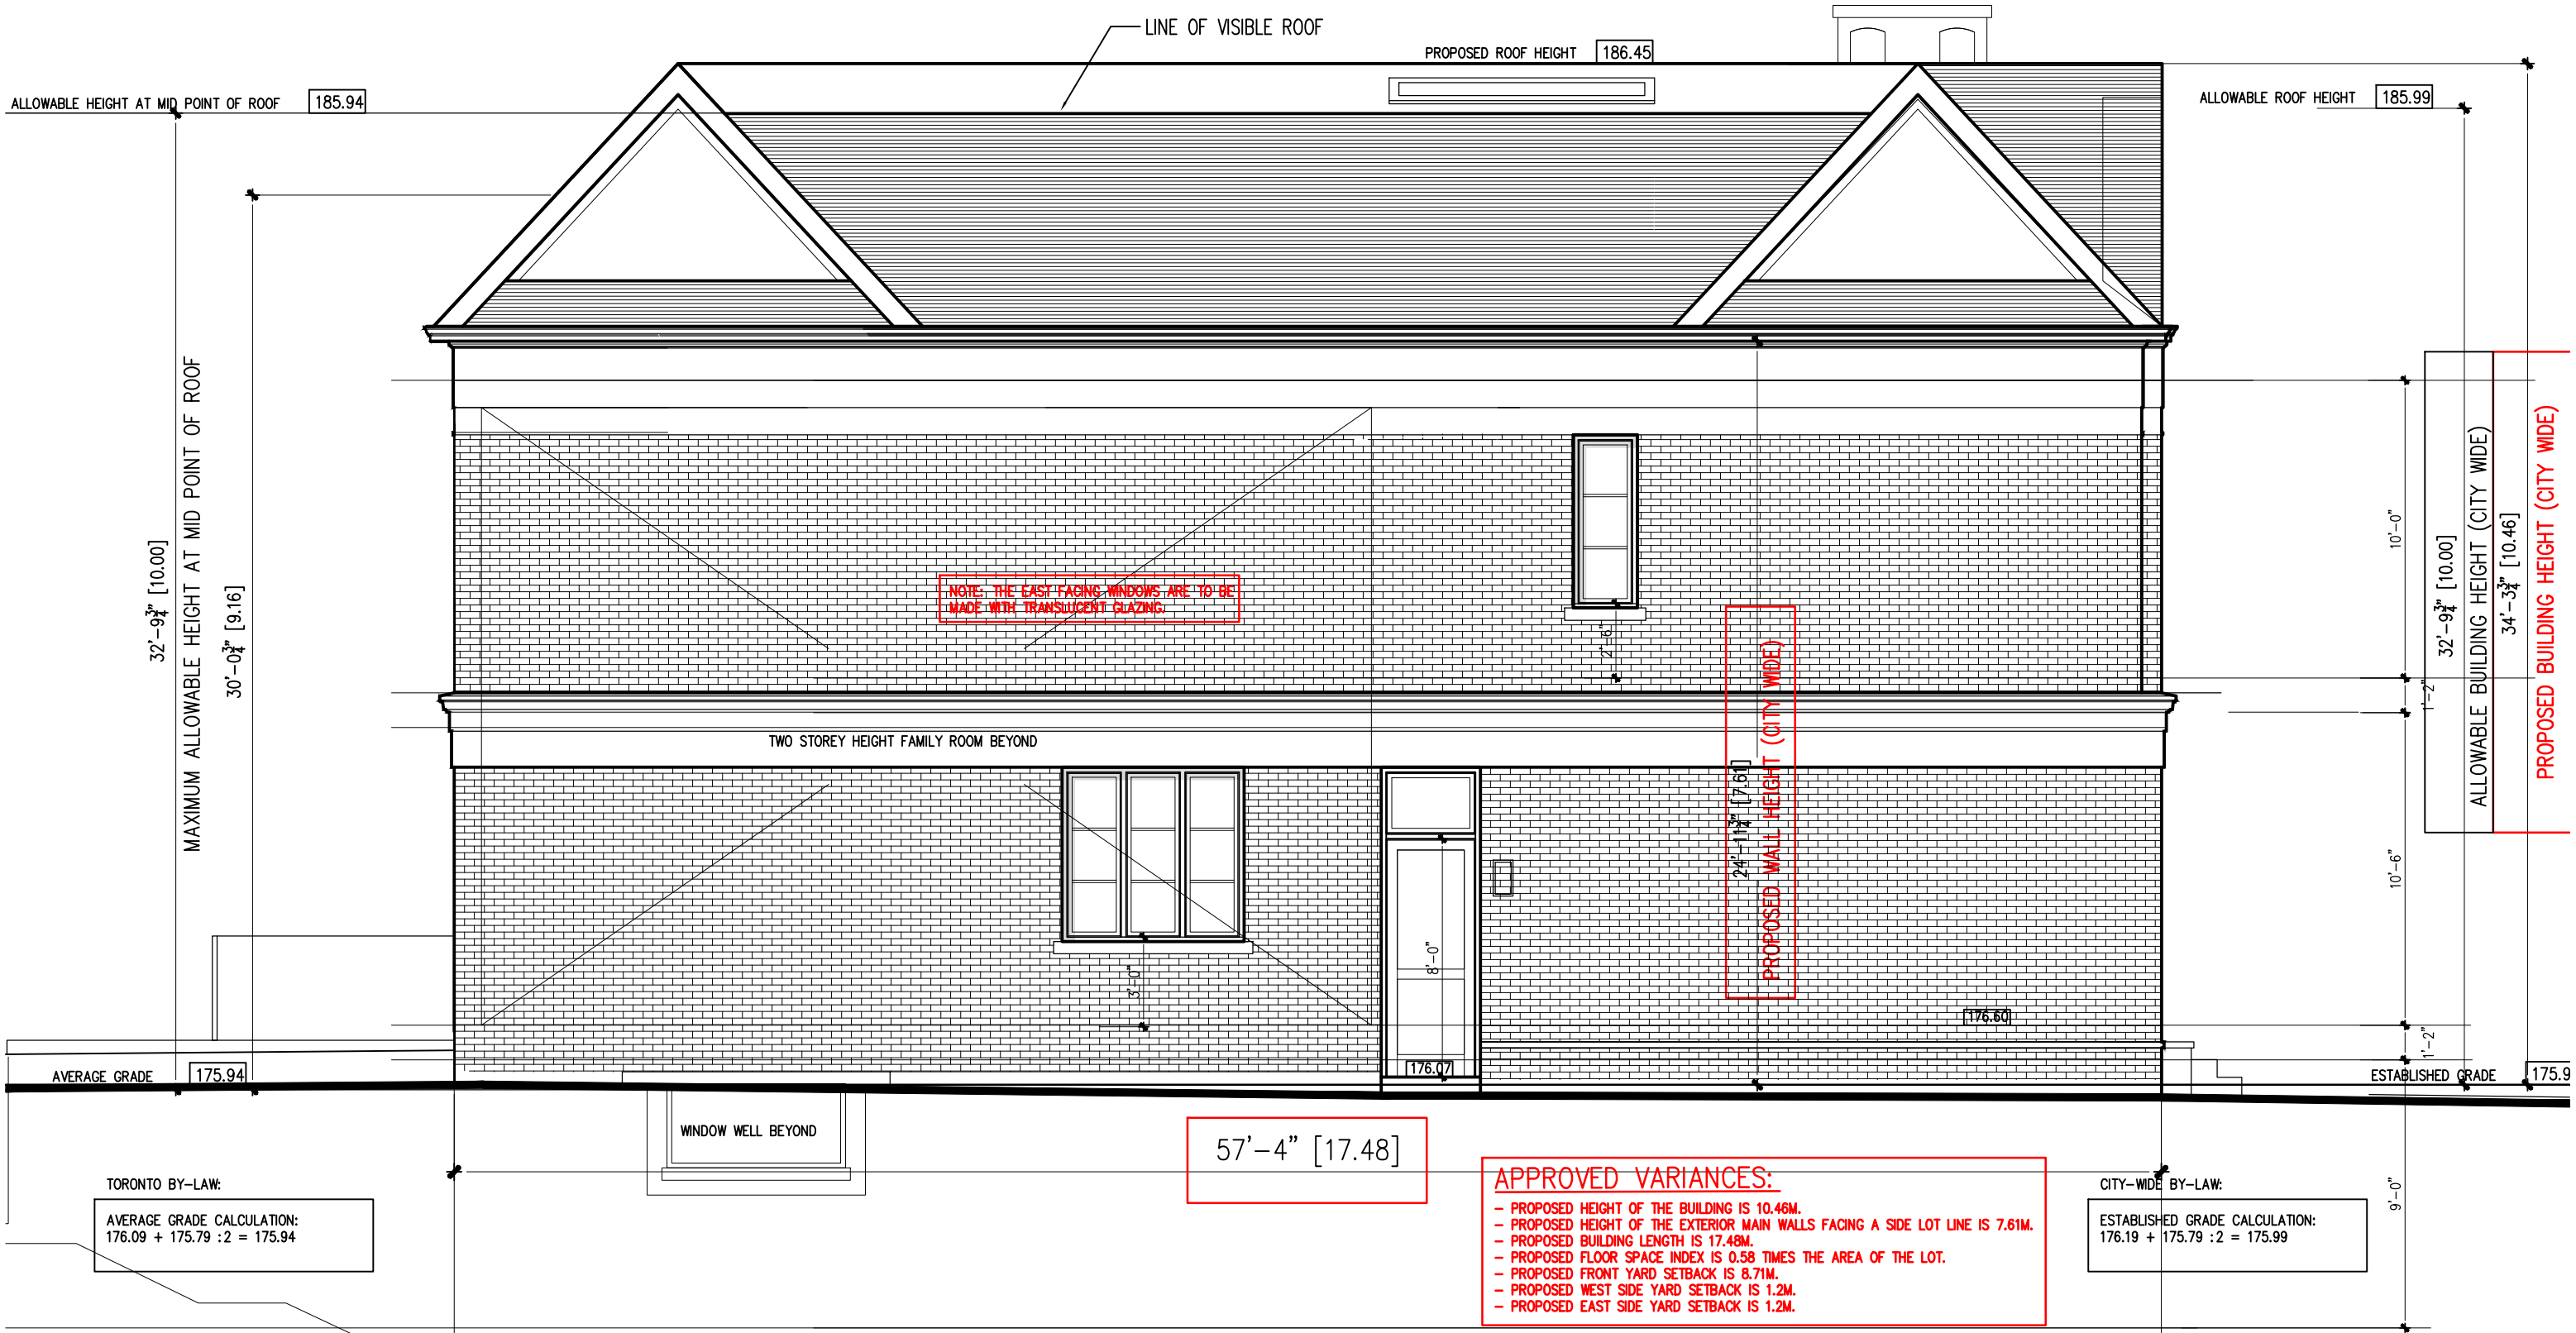 LINE OF VISIBLE ROOF
PROPOSED ROOF HEIGHT 186.45
ALLOWABLE HEIGHT AT MID POINT OF ROOF 185.94
ALLOWABLE ROOF HEIGHT 185.99
32'-9¾" [10.00]
MAXIMUM ALLOWABLE HEIGHT AT MID POINT OF ROOF
30'-0¾" [9.16]
NOTE: THE EAST FACING WINDOWS ARE TO BE
MADE WITH TRANSLUCENT GLAZING.
2'-6"
24'-11¾" [7.61]
PROPOSED WALL HEIGHT (CITY WIDE)
10'-0"
1'-2"
10'-6"
1'-2"
9'-0"
32'-9¾" [10.00]
ALLOWABLE BUILDING HEIGHT (CITY WIDE)
34'-3¾" [10.46]
PROPOSED BUILDING HEIGHT (CITY WIDE)
TWO STOREY HEIGHT FAMILY ROOM BEYOND
3'-0"
8'-0"
176.60
176.07
AVERAGE GRADE 175.94
ESTABLISHED GRADE 175.9
WINDOW WELL BEYOND
57'-4" [17.48]
TORONTO BY-LAW:
AVERAGE GRADE CALCULATION:
176.09 + 175.79 :2 = 175.94
APPROVED VARIANCES:
- PROPOSED HEIGHT OF THE BUILDING IS 10.46M.
- PROPOSED HEIGHT OF THE EXTERIOR MAIN WALLS FACING A SIDE LOT LINE IS 7.61M.
- PROPOSED BUILDING LENGTH IS 17.48M.
- PROPOSED FLOOR SPACE INDEX IS 0.58 TIMES THE AREA OF THE LOT.
- PROPOSED FRONT YARD SETBACK IS 8.71M.
- PROPOSED WEST SIDE YARD SETBACK IS 1.2M.
- PROPOSED EAST SIDE YARD SETBACK IS 1.2M.
CITY-WIDE BY-LAW:
ESTABLISHED GRADE CALCULATION:
176.19 + 175.79 :2 = 175.99